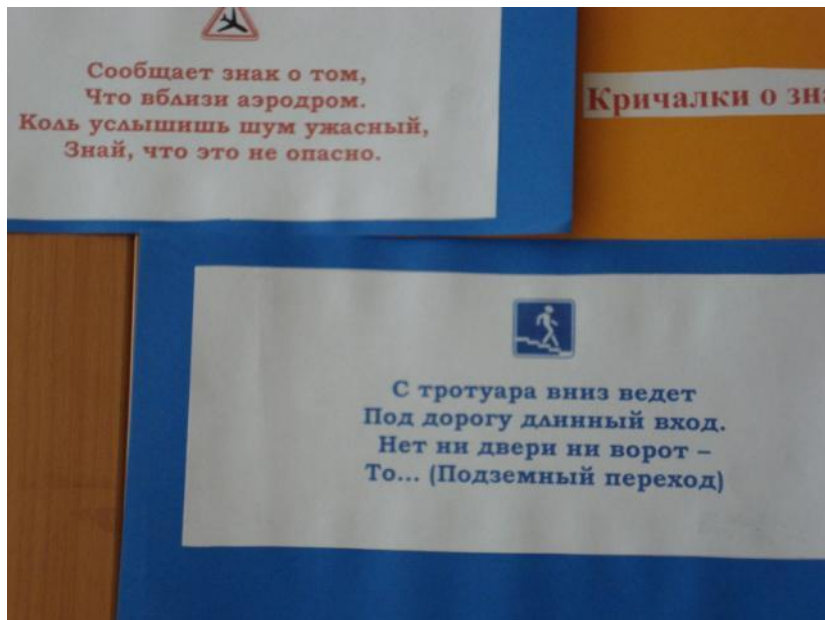 Сообщает знак о том,
Что вблизи аэродром.
Коль услышишь шум ужасный,
Знай, что это не опасно.
Кричалки о
С тротуара вниз ведет
Под дорогу длинный вход.
Нет ни двери ни ворот –
То... (Подземный переход)